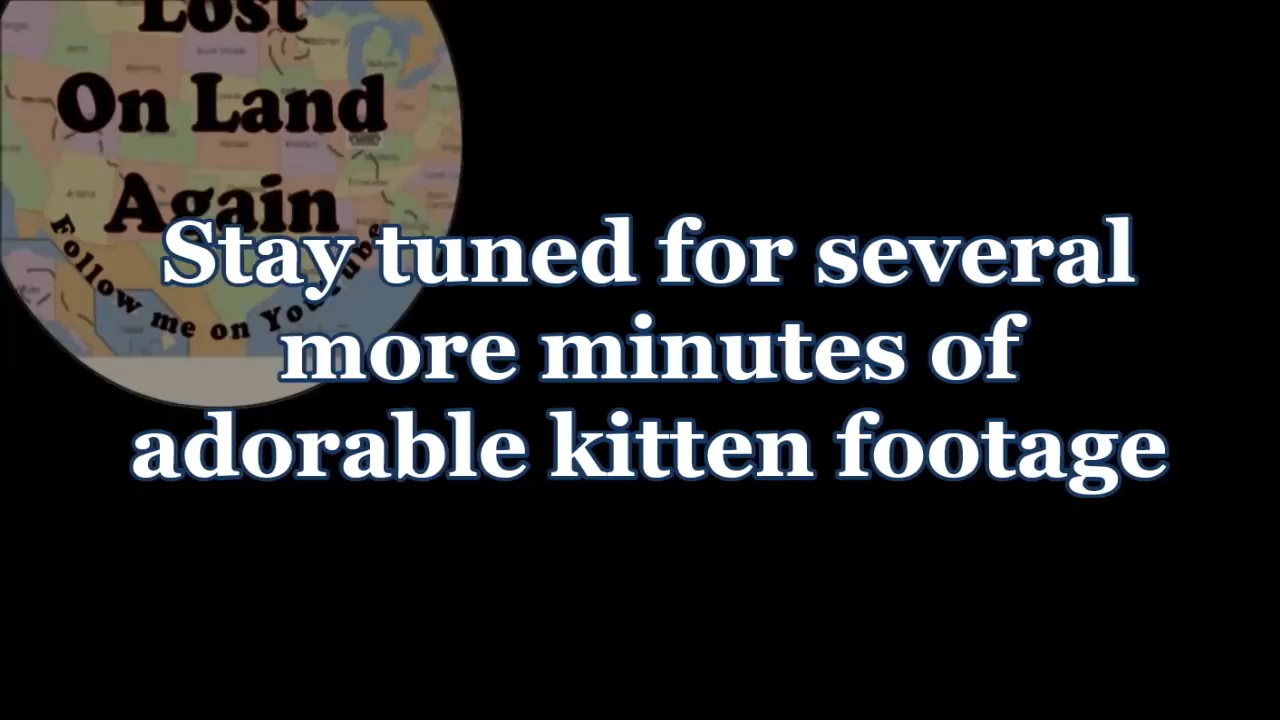 Lost
On Land
Again
Follow me on YouTube
Stay tuned for several
more minutes of
adorable kitten footage